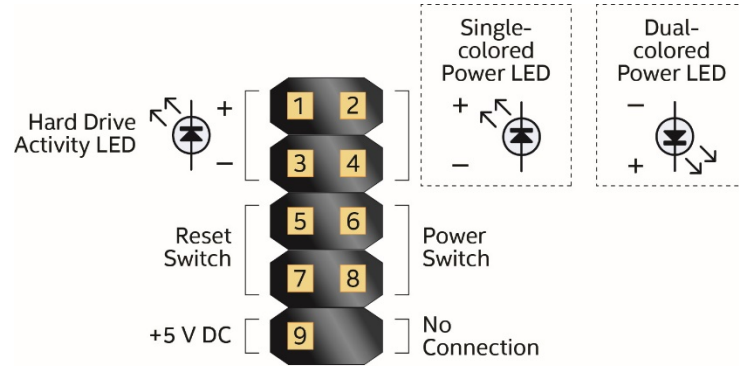 Single-
colored
Power LED
Dual-
colored
Power LED
Hard Drive
Activity LED
+
−
1 2
3 4
+
−
−
+
Reset
Switch
5 6
7 8
Power
Switch
+5 V DC
9
No
Connection